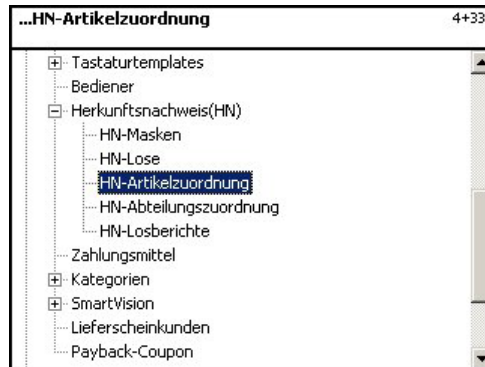 ...HN-Artikelzuordnung 4+33
Tastaturtemplates
Bediener
Herkunftsnachweis(HN)
HN-Masken
HN-Lose
HN-Artikelzuordnung
HN-Abteilungszuordnung
HN-Losberichte
Zahlungsmittel
Kategorien
SmartVision
Lieferscheinkunden
Payback-Coupon